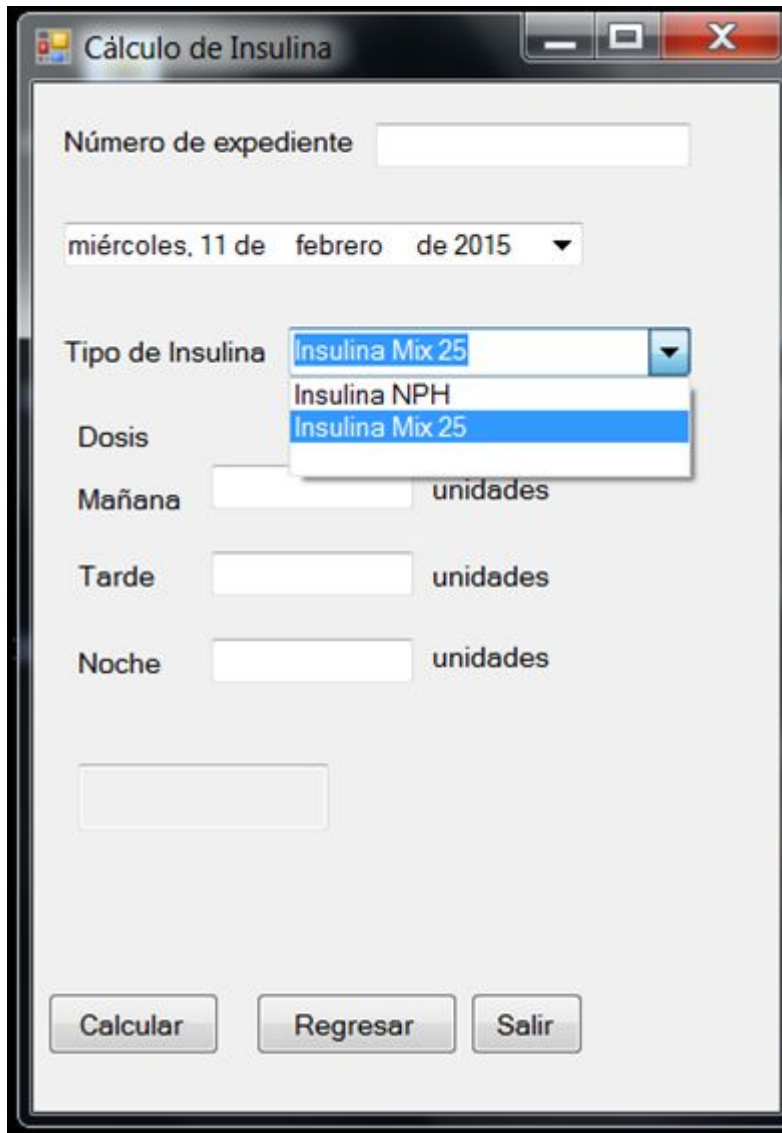 Cálculo de Insulina
Número de expediente
miércoles, 11 de febrero de 2015
Tipo de Insulina Insulina Mix 25
Insulina NPH
Insulina Mix 25
Dosis
Mañana unidades
Tarde unidades
Noche unidades
Calcular Regresar Salir